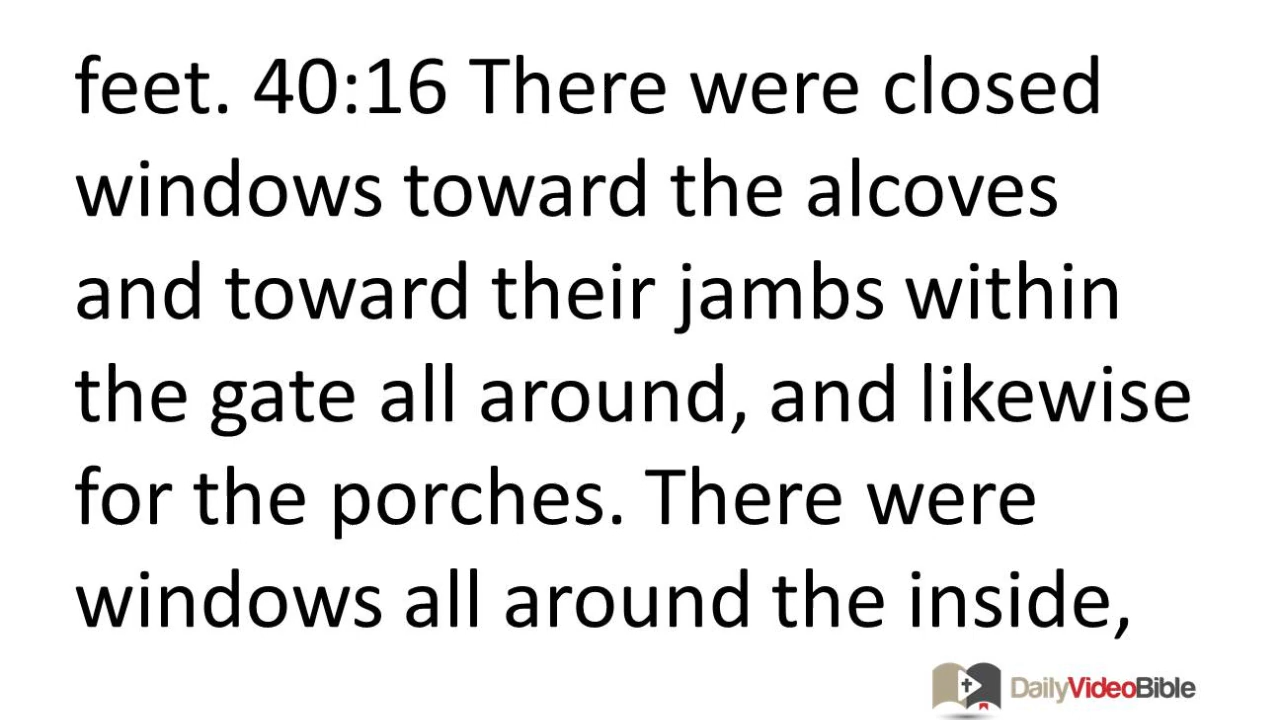 feet. 40:16 There were closed
windows toward the alcoves
and toward their jambs within
the gate all around, and likewise
for the porches. There were
windows all around the inside,
DailyVideoBible